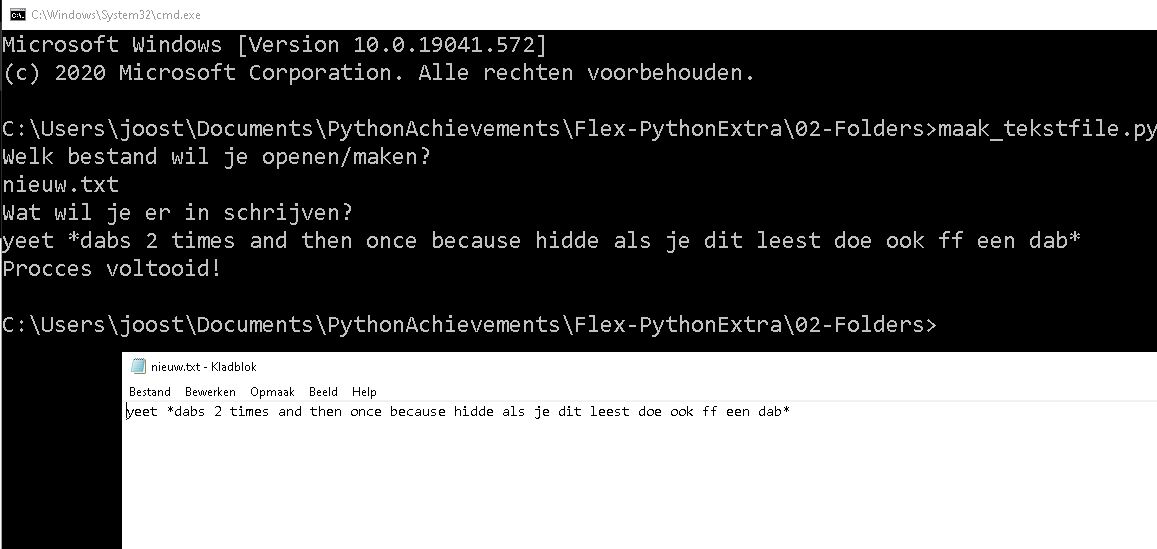 C:\Windows\System32\cmd.exe
Microsoft Windows [Version 10.0.19041.572]
(c) 2020 Microsoft Corporation. Alle rechten voorbehouden.
C:\Users\joost\Documents\PythonAchievements\Flex-PythonExtra\02-Folders>maak_tekstfile.py
Welk bestand wil je openen/maken?
nieuw.txt
Wat wil je er in schrijven?
yeet *dabs 2 times and then once because hidde als je dit leest doe ook ff een dab*
Procces voltooid!
C:\Users\joost\Documents\PythonAchievements\Flex-PythonExtra\02-Folders>
nieuw.txt - Kladblok
Bestand Bewerken Opmaak Beeld Help
yeet *dabs 2 times and then once because hidde als je dit leest doe ook ff een dab*